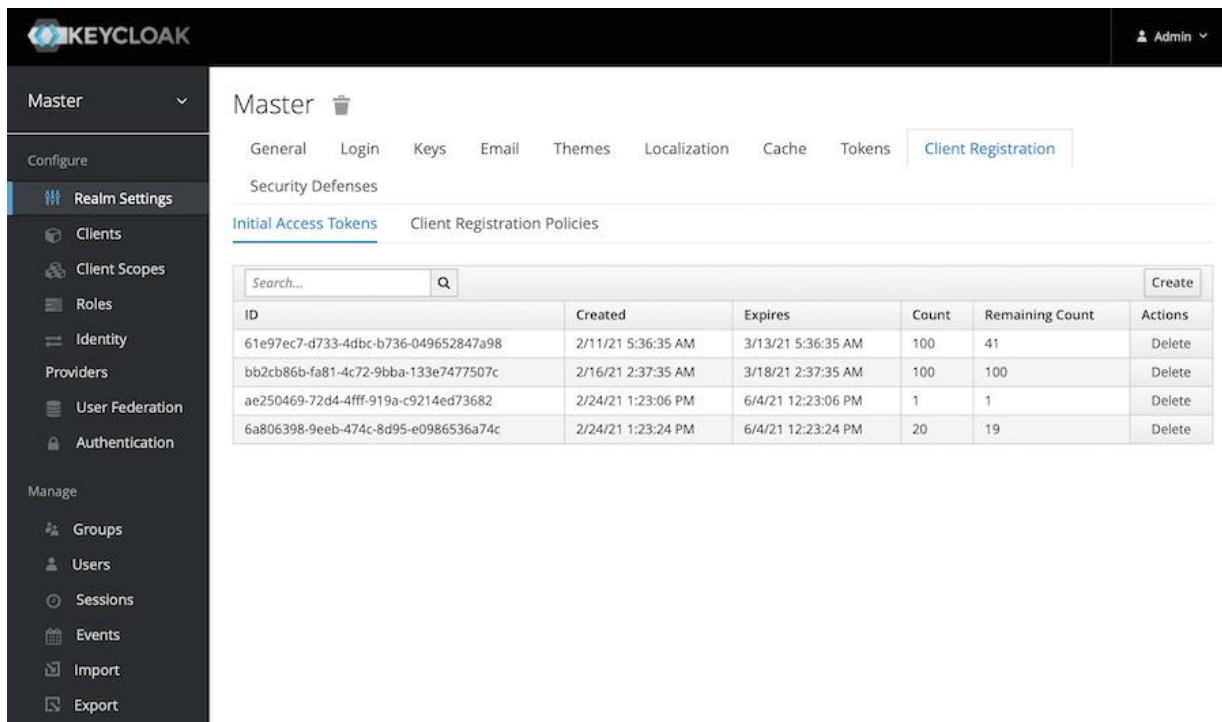 KEYCLOAK
Admin
Master
Configure
Realm Settings
Clients
Client Scopes
Roles
Identity
Providers
User Federation
Authentication
Manage
Groups
Users
Sessions
Events
Import
Export
Master
General Login Keys Email Themes Localization Cache Tokens Client Registration
Security Defenses
Initial Access Tokens Client Registration Policies
Search... Create
ID Created Expires Count Remaining Count Actions
61e97ec7-d733-4dbc-b736-049652847a98 2/11/21 5:36:35 AM 3/13/21 5:36:35 AM 100 41 Delete
bb2cb86b-fa81-4c72-9bba-133e7477507c 2/16/21 2:37:35 AM 3/18/21 2:37:35 AM 100 100 Delete
ae250469-72d4-4fff-919a-c9214ed73682 2/24/21 1:23:06 PM 6/4/21 12:23:06 PM 1 1 Delete
6a806398-9eeb-474c-8d95-e0986536a74c 2/24/21 1:23:24 PM 6/4/21 12:23:24 PM 20 19 Delete